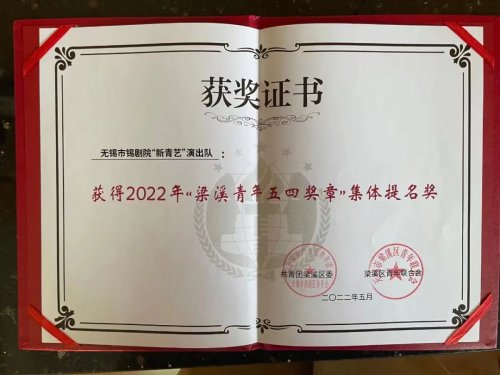 获奖证书
无锡市锡剧院“新青艺”演出队:
获得2022年“梁溪青年五四奖章”集体提名奖
共青团梁溪区委 梁溪区青年联合会
二〇二二年五月